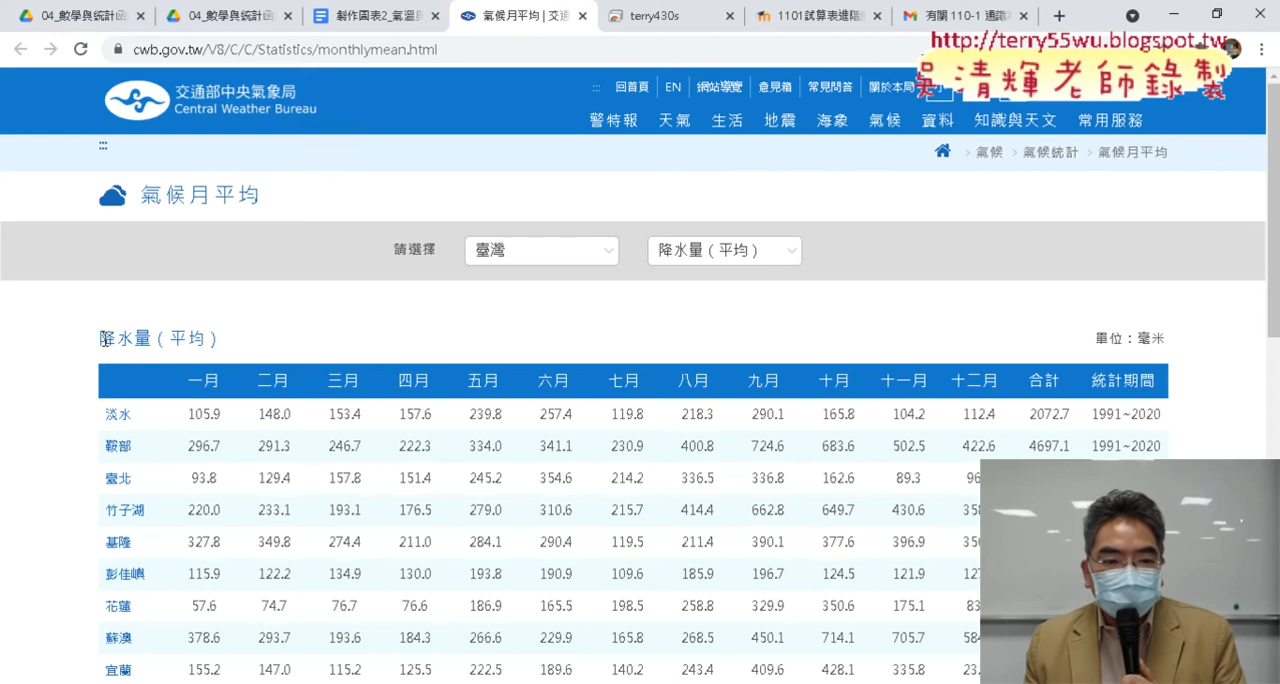 04_數學與統計函
04_數學與統計函
製作圖表2_氣溫與
氣候月平均 | 交通
terry430s
1101試算表進階
有關 110-1 通識
cwb.gov.tw/V8/C/C/Statistics/monthlymean.html
http://terry55wu.blogspot.tw
吳清輝老師錄製
交通部中央氣象局
Central Weather Bureau
::: 回首頁 EN 網站導覽 意見箱 常見問答 關於本局
警特報 天氣 生活 地震 海象 氣候 資料 知識與天文 常用服務
:::
> 氣候 > 氣候統計 > 氣候月平均
氣候月平均
請選擇 臺灣 降水量（平均）
降水量（平均） 單位：毫米
一月 二月 三月 四月 五月 六月 七月 八月 九月 十月 十一月 十二月 合計 統計期間
淡水 105.9 148.0 153.4 157.6 239.8 257.4 119.8 218.3 290.1 165.8 104.2 112.4 2072.7 1991~2020
鞍部 296.7 291.3 246.7 222.3 334.0 341.1 230.9 400.8 724.6 683.6 502.5 422.6 4697.1 1991~2020
臺北 93.8 129.4 157.8 151.4 245.2 354.6 214.2 336.5 336.8 162.6 89.3 96
竹子湖 220.0 233.1 193.1 176.5 279.0 310.6 215.7 414.4 662.8 649.7 430.6 358
基隆 327.8 349.8 274.4 211.0 284.1 290.4 119.5 211.4 390.1 377.6 396.9 35
彭佳嶼 115.9 122.2 134.9 130.0 193.8 190.9 109.6 185.9 196.7 124.5 121.9 127
花蓮 57.6 74.7 76.7 76.6 186.9 165.5 198.5 258.8 329.9 350.6 175.1 83
蘇澳 378.6 293.7 193.6 184.3 266.6 229.9 165.8 268.5 450.1 714.1 705.7 584
宜蘭 155.2 147.0 115.2 125.5 222.5 189.6 140.2 243.4 409.6 428.1 335.8 23